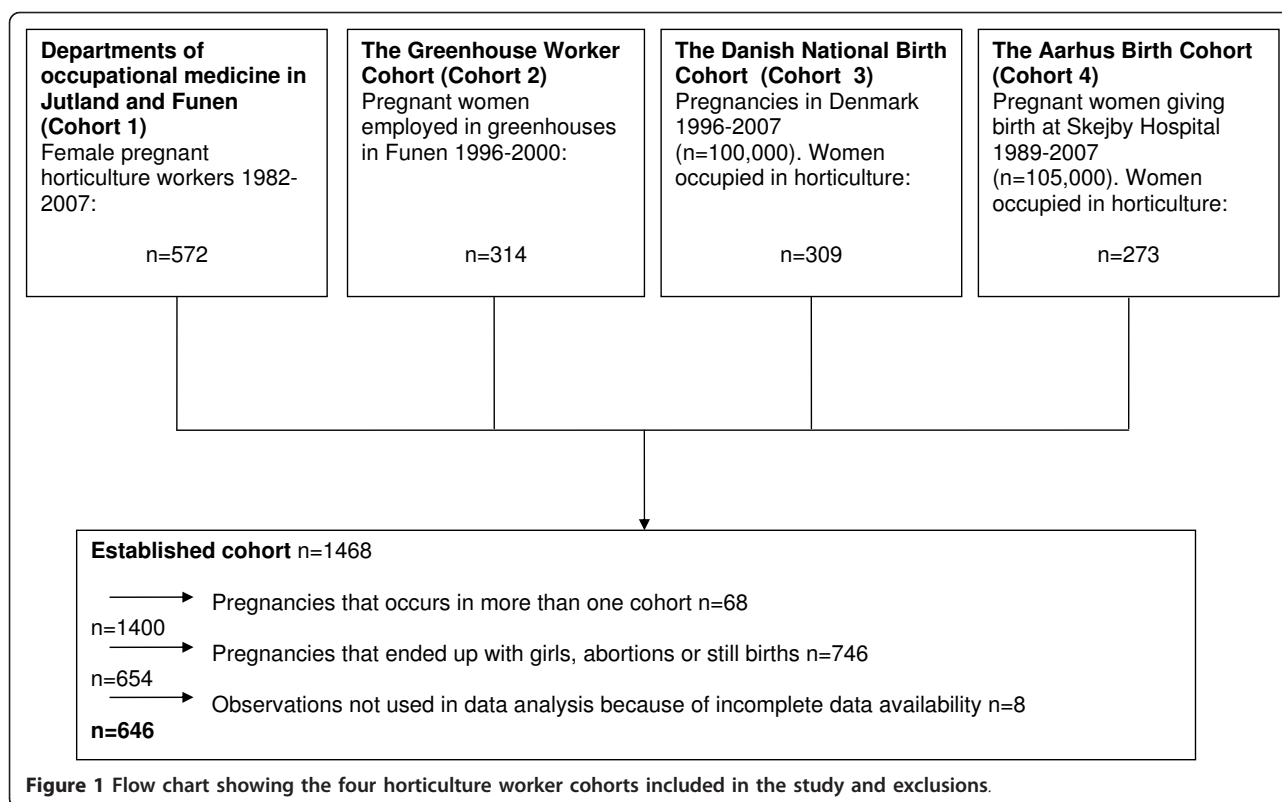 Departments of
occupational medicine in
Jutland and Funen
(Cohort 1)
Female pregnant
horticulture workers 1982-
2007:
n=572
The Greenhouse Worker
Cohort (Cohort 2)
Pregnant women
employed in greenhouses
in Funen 1996-2000:
n=314
The Danish National Birth
Cohort (Cohort 3)
Pregnancies in Denmark
1996-2007
(n=100,000). Women
occupied in horticulture:
n=309
The Aarhus Birth Cohort
(Cohort 4)
Pregnant women giving
birth at Skejby Hospital
1989-2007
(n=105,000). Women
occupied in horticulture:
n=273
Established cohort n=1468
Pregnancies that occurs in more than one cohort n=68
n=1400
Pregnancies that ended up with girls, abortions or still births n=746
n=654
Observations not used in data analysis because of incomplete data availability n=8
n=646
Figure 1 Flow chart showing the four horticulture worker cohorts included in the study and exclusions.